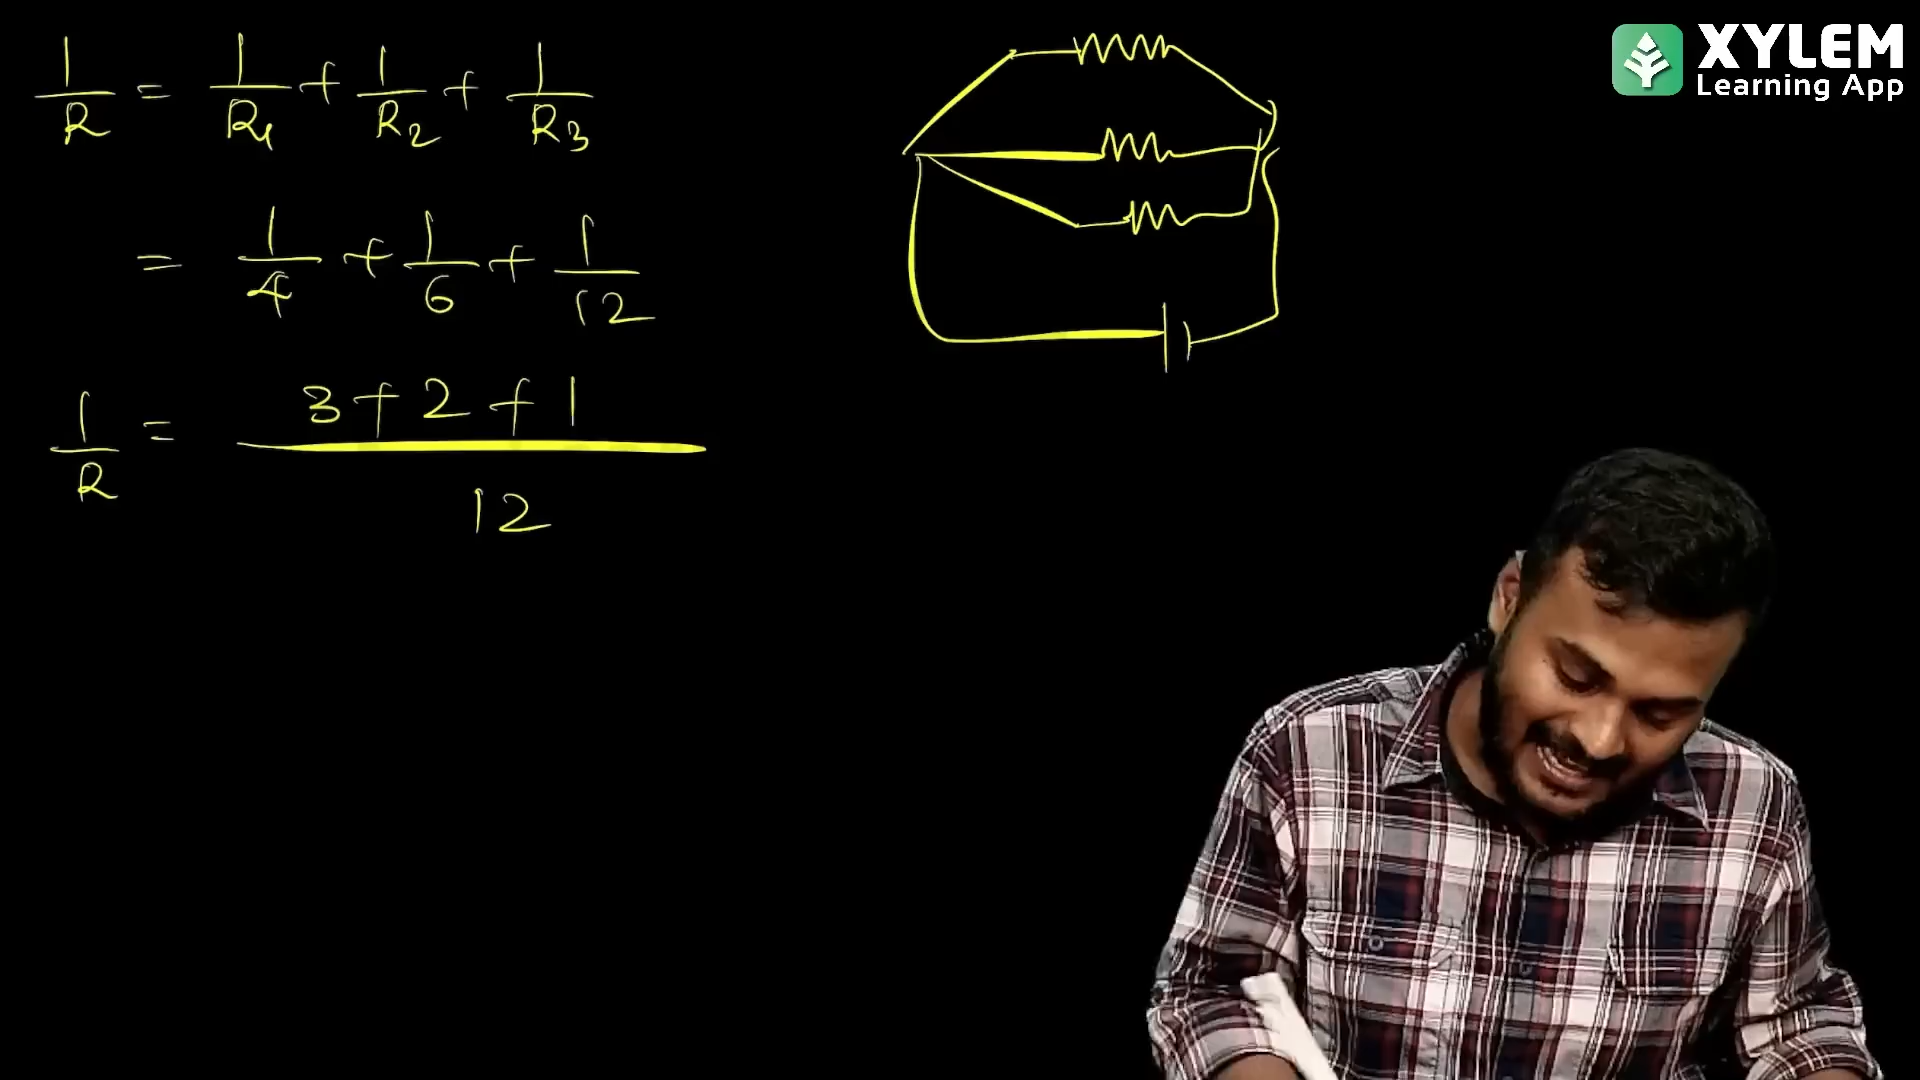 1/R = 1/R1 + 1/R2 + 1/R3
= 1/4 + 1/6 + 1/12
1/R = 3 + 2 + 1 / 12
XYLEM
Learning App